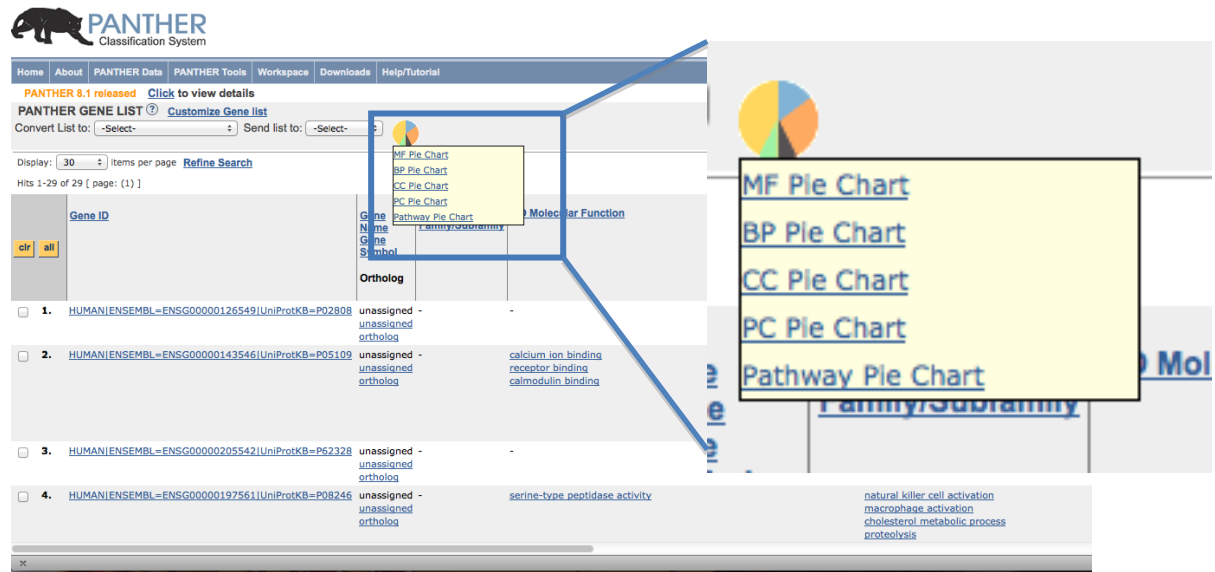 PANTHER
Classification System
Home About PANTHER Data PANTHER Tools Workspace Downloads Help/Tutorial
PANTHER 8.1 released Click to view details
PANTHER GENE LIST ? Customize Gene list
Convert List to: -Select- Send list to: -Select-
Display: 30 items per page Refine Search
Hits 1-29 of 29 [ page: (1) ]
MF Pie Chart
BP Pie Chart
CC Pie Chart
PC Pie Chart
Pathway Pie Chart
clr all
Gene ID
Gene
Name
Gene
Symbol
Ortholog
Family/Subfamily
Molecular Function
1. HUMAN|ENSEMBL=ENSG00000126549|UniProtKB=P02808 unassigned - -
unassigned
ortholog
2. HUMAN|ENSEMBL=ENSG00000143546|UniProtKB=P05109 unassigned - calcium ion binding
unassigned receptor binding
ortholog calmodulin binding
3. HUMAN|ENSEMBL=ENSG00000205542|UniProtKB=P62328 unassigned - -
unassigned
ortholog
4. HUMAN|ENSEMBL=ENSG00000197561|UniProtKB=P08246 unassigned - serine-type peptidase activity natural killer cell activation
unassigned macrophage activation
ortholog cholesterol metabolic process
proteolysis
MF Pie Chart
BP Pie Chart
CC Pie Chart
PC Pie Chart
Pathway Pie Chart
Mol
Family/Subfamily